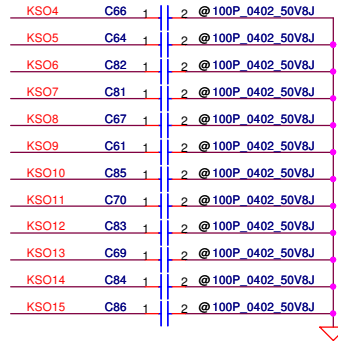 KSO4 C66 1 2 @100P_0402_50V8J
KSO5 C64 1 2 @100P_0402_50V8J
KSO6 C82 1 2 @100P_0402_50V8J
KSO7 C81 1 2 @100P_0402_50V8J
KSO8 C67 1 2 @100P_0402_50V8J
KSO9 C61 1 2 @100P_0402_50V8J
KSO10 C85 1 2 @100P_0402_50V8J
KSO11 C70 1 2 @100P_0402_50V8J
KSO12 C83 1 2 @100P_0402_50V8J
KSO13 C69 1 2 @100P_0402_50V8J
KSO14 C84 1 2 @100P_0402_50V8J
KSO15 C86 1 2 @100P_0402_50V8J